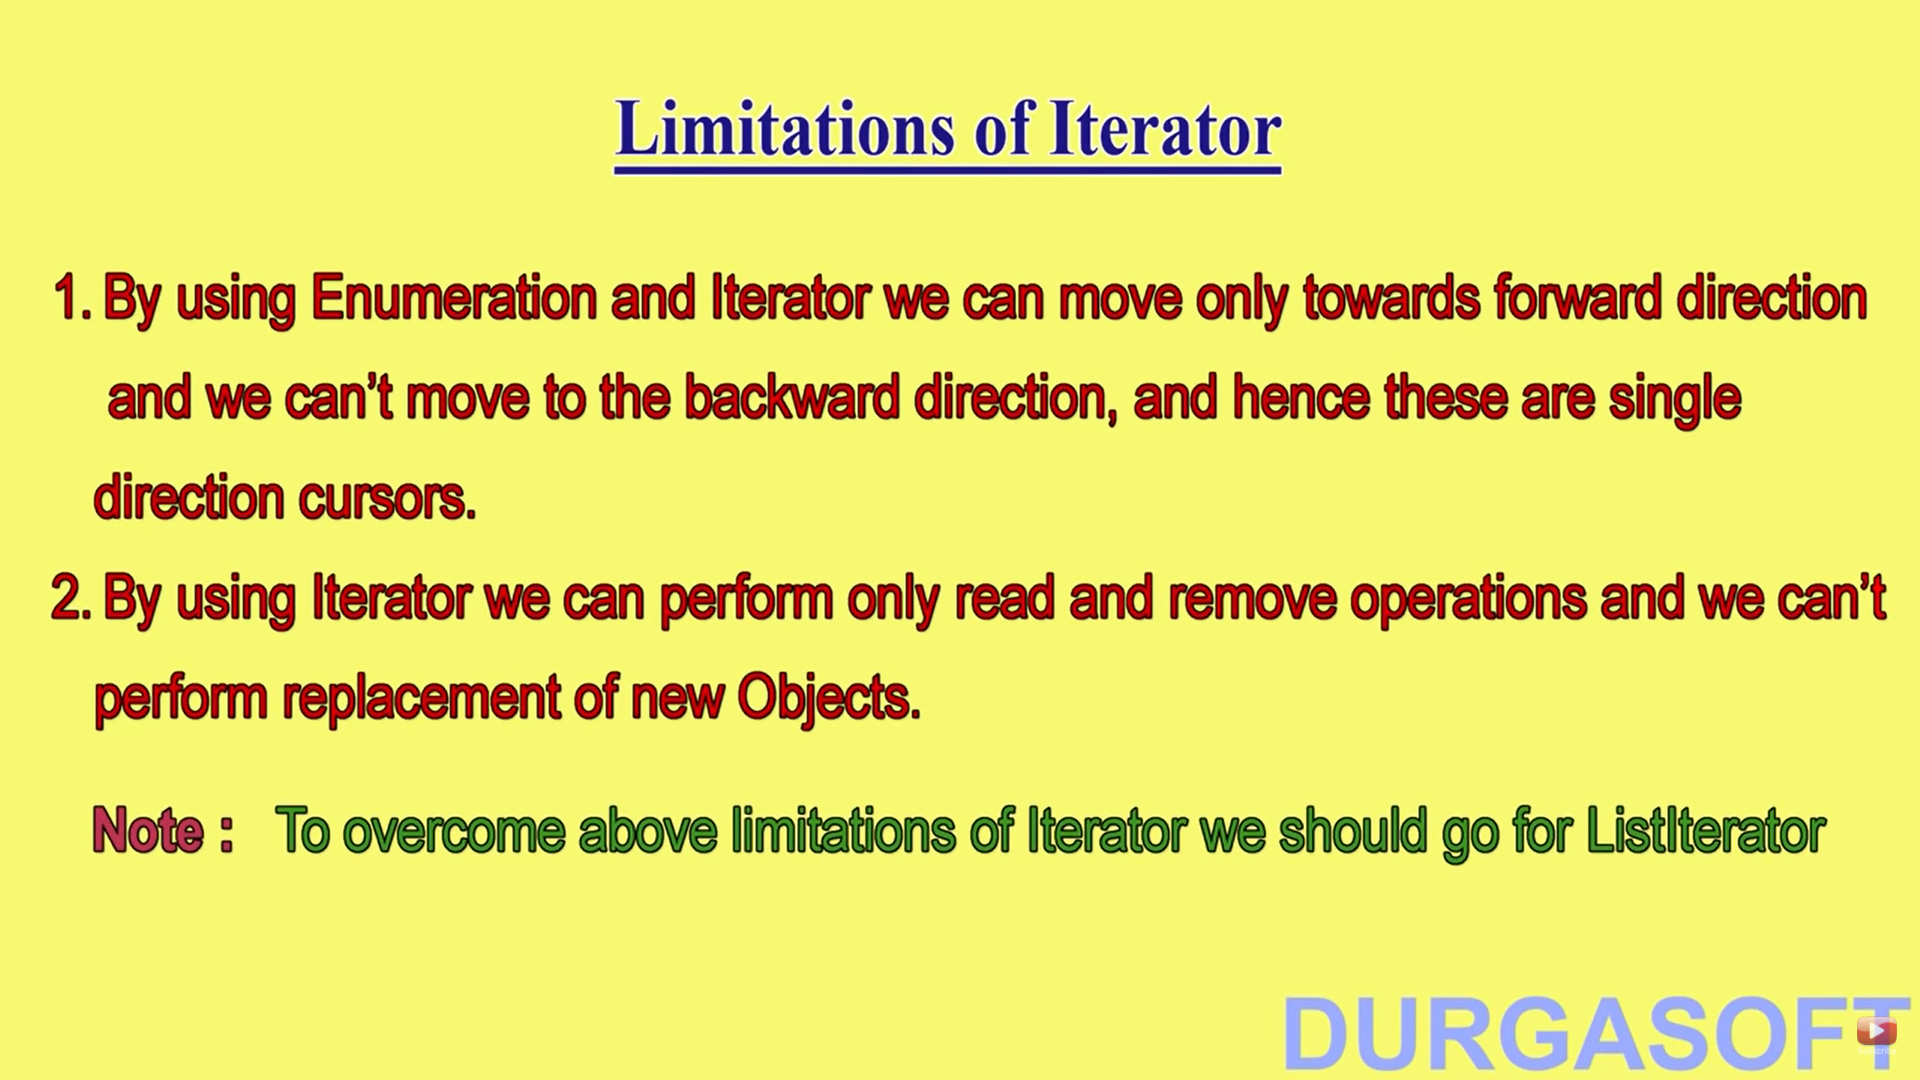 Limitations of Iterator
1. By using Enumeration and Iterator we can move only towards forward direction
and we can’t move to the backward direction, and hence these are single
direction cursors.
2. By using Iterator we can perform only read and remove operations and we can’t
perform replacement of new Objects.
Note : To overcome above limitations of Iterator we should go for ListIterator
DURGASOFT
Subscribe